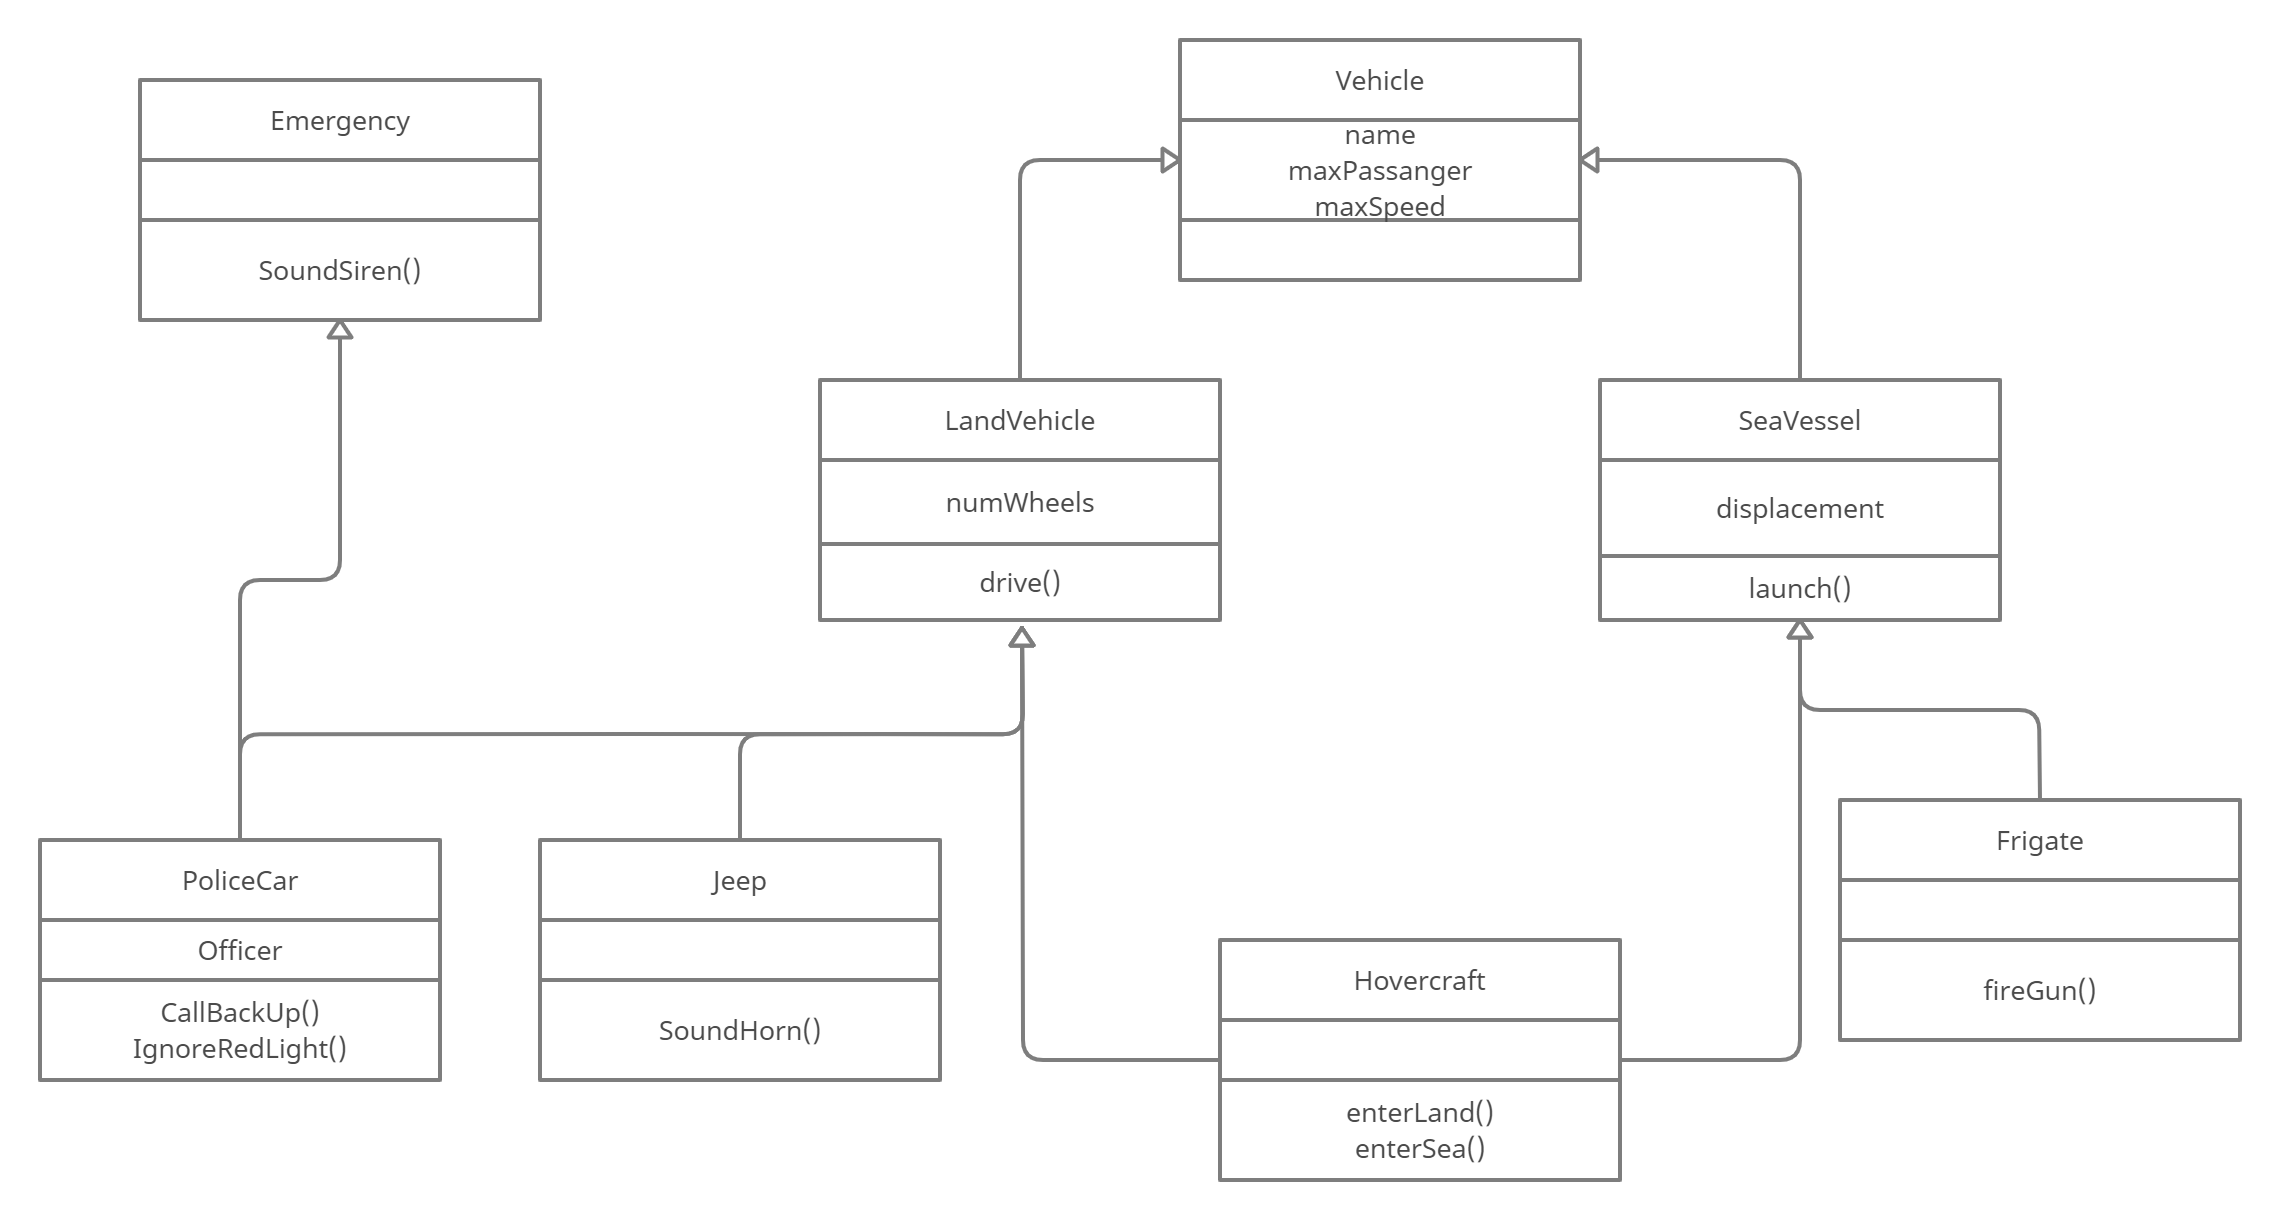 Vehicle
name
maxPassanger
maxSpeed
Emergency
SoundSiren()
LandVehicle
numWheels
drive()
SeaVessel
displacement
launch()
PoliceCar
Officer
CallBackUp()
IgnoreRedLight()
Jeep
SoundHorn()
Hovercraft
enterLand()
enterSea()
Frigate
fireGun()